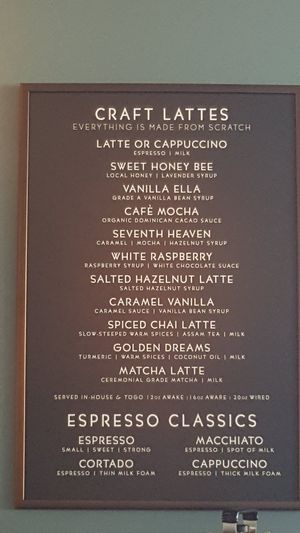 CRAFT LATTES
EVERYTHING IS MADE FROM SCRATCH
LATTE OR CAPPUCCINO
ESPRESSO | MILK
SWEET HONEY BEE
LOCAL HONEY | LAVENDER SYRUP
VANILLA ELLA
GRADE A VANILLA BEAN SYRUP
CAFÈ MOCHA
ORGANIC DOMINICAN CACAO SAUCE
SEVENTH HEAVEN
CARAMEL | MOCHA | HAZELNUT SYRUP
WHITE RASPBERRY
RASPBERRY SYRUP | WHITE CHOCOLATE SUACE
SALTED HAZELNUT LATTE
SALTED HAZELNUT SYRUP
CARAMEL VANILLA
CARAMEL SAUCE | VANILLA BEAN SYRUP
SPICED CHAI LATTE
SLOW-STEEPED WARM SPICES | ASSAM TEA | MILK
GOLDEN DREAMS
TURMERIC | WARM SPICES | COCONUT OIL | MILK
MATCHA LATTE
CEREMONIAL GRADE MATCHA | MILK
SERVED IN-HOUSE & TOGO 12OZ AWAKE | 16OZ AWARE | 20OZ WIRED
ESPRESSO CLASSICS
ESPRESSO MACCHIATO
SMALL | SWEET | STRONG ESPRESSO | SPOT OF MILK
CORTADO CAPPUCCINO
ESPRESSO | THIN MILK FOAM ESPRESSO | THICK MILK FOAM